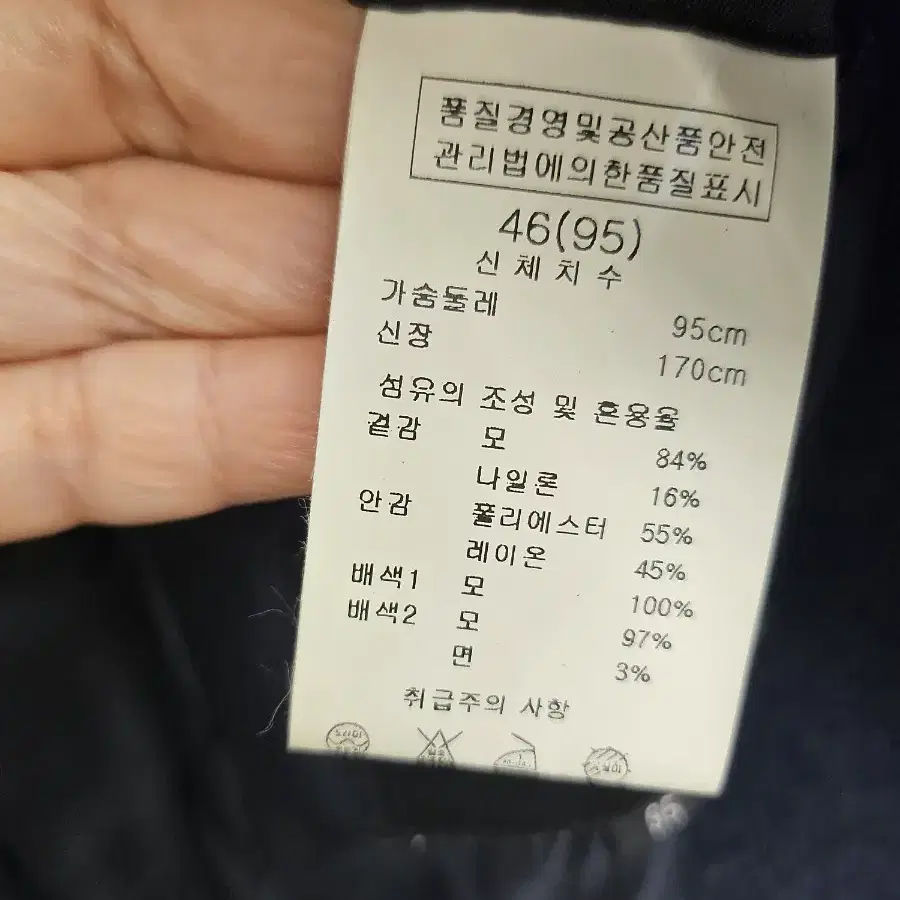 품질경영및공산품안전
관리법에의한품질표시
46(95)
신체치수
가슴둘레 95cm
신장 170cm
섬유의 조성 및 혼용율
겉감 모 84%
나일론 16%
안감 폴리에스터 55%
레이온 45%
배색1 모 100%
배색2 모 97%
면 3%
취급주의 사항
드라이